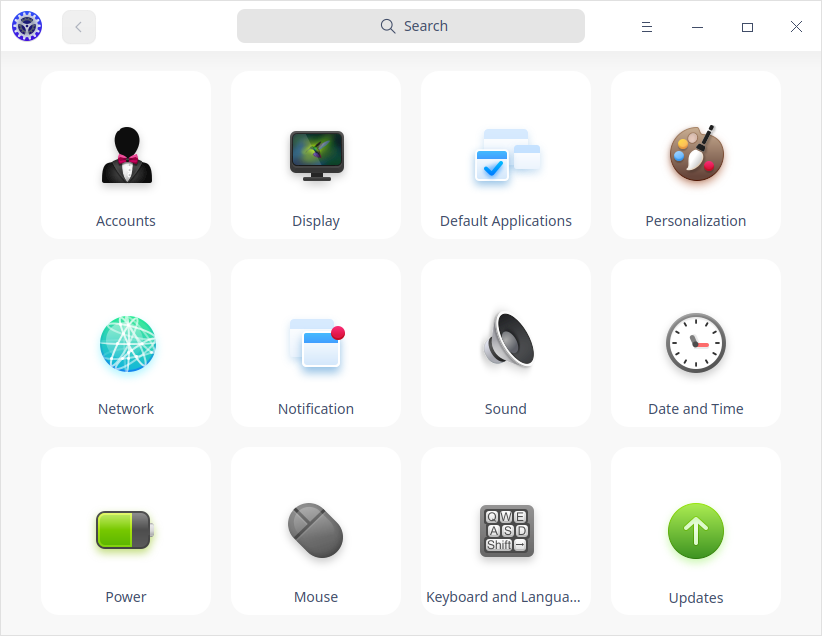 Search
Accounts
Display
Default Applications
Personalization
Network
Notification
Sound
Date and Time
Power
Mouse
Q W E
A S D
Shift →
Keyboard and Langua...
Updates